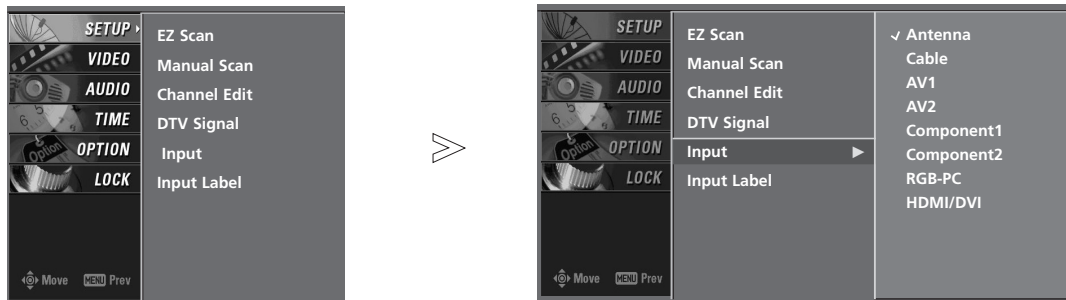 SETUP
VIDEO
AUDIO
TIME
OPTION
LOCK
EZ Scan
Manual Scan
Channel Edit
DTV Signal
Input
Input Label
Option
Move MENU Prev
SETUP
VIDEO
AUDIO
TIME
OPTION
LOCK
EZ Scan
Manual Scan
Channel Edit
DTV Signal
Input ►
Input Label
✓ Antenna
Cable
AV1
AV2
Component1
Component2
RGB-PC
HDMI/DVI
Option
Move MENU Prev